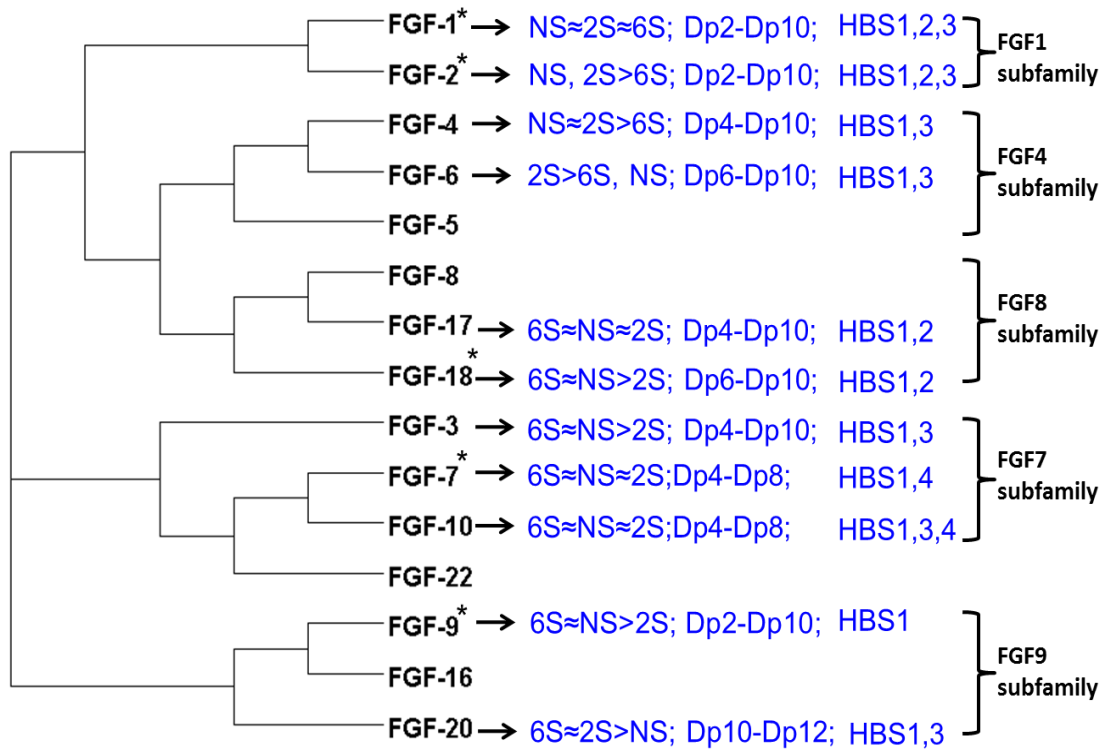 FGF-1* → NS≈2S≈6S; Dp2-Dp10; HBS1,2,3
FGF1 subfamily
FGF-2* → NS, 2S>6S; Dp2-Dp10; HBS1,2,3
FGF-4 → NS≈2S>6S; Dp4-Dp10; HBS1,3
FGF-6 → 2S>6S, NS; Dp6-Dp10; HBS1,3
FGF4 subfamily
FGF-5
FGF-8
FGF-17 → 6S≈NS≈2S; Dp4-Dp10; HBS1,2
FGF8 subfamily
FGF-18* → 6S≈NS>2S; Dp6-Dp10; HBS1,2
FGF-3 → 6S≈NS>2S; Dp4-Dp10; HBS1,3
FGF-7* → 6S≈NS≈2S;Dp4-Dp8; HBS1,4
FGF7 subfamily
FGF-10 → 6S≈NS≈2S;Dp4-Dp8; HBS1,3,4
FGF-22
FGF-9* → 6S≈NS>2S; Dp2-Dp10; HBS1
FGF-16
FGF9 subfamily
FGF-20 → 6S≈2S>NS; Dp10-Dp12; HBS1,3